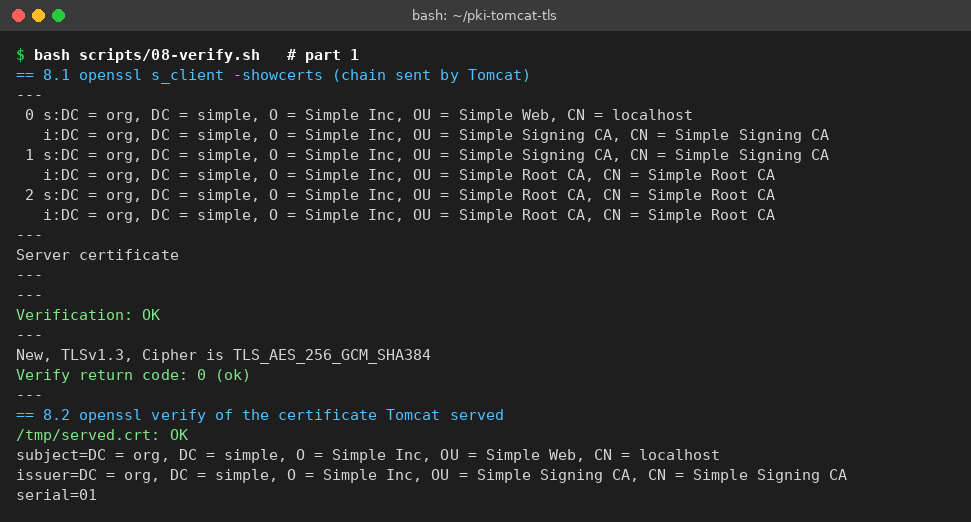 bash: ~/pki-tomcat-tls
$ bash scripts/08-verify.sh   # part 1
== 8.1 openssl s_client -showcerts (chain sent by Tomcat)
---
 0 s:DC = org, DC = simple, O = Simple Inc, OU = Simple Web, CN = localhost
   i:DC = org, DC = simple, O = Simple Inc, OU = Simple Signing CA, CN = Simple Signing CA
 1 s:DC = org, DC = simple, O = Simple Inc, OU = Simple Signing CA, CN = Simple Signing CA
   i:DC = org, DC = simple, O = Simple Inc, OU = Simple Root CA, CN = Simple Root CA
 2 s:DC = org, DC = simple, O = Simple Inc, OU = Simple Root CA, CN = Simple Root CA
   i:DC = org, DC = simple, O = Simple Inc, OU = Simple Root CA, CN = Simple Root CA
---
Server certificate
---
---
Verification: OK
---
New, TLSv1.3, Cipher is TLS_AES_256_GCM_SHA384
Verify return code: 0 (ok)
---
== 8.2 openssl verify of the certificate Tomcat served
/tmp/served.crt: OK
subject=DC = org, DC = simple, O = Simple Inc, OU = Simple Web, CN = localhost
issuer=DC = org, DC = simple, O = Simple Inc, OU = Simple Signing CA, CN = Simple Signing CA
serial=01